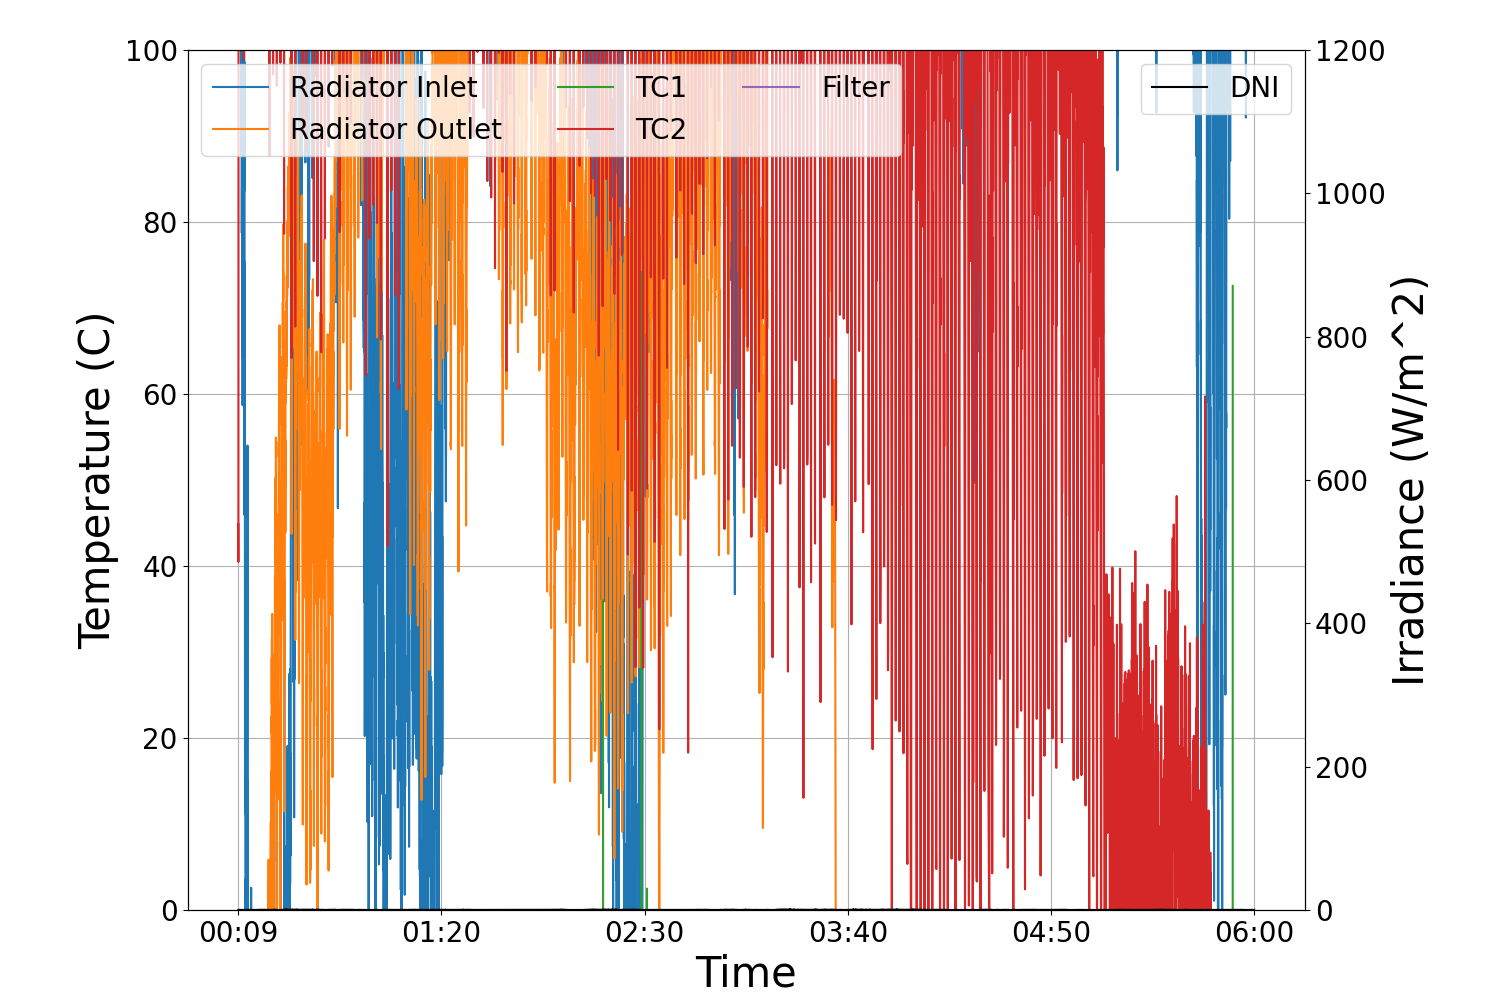 100
80
60
40
20
0
Temperature (C)
Radiator Inlet
Radiator Outlet
TC1
TC2
Filter
DNI
1200
1000
800
600
400
200
0
Irradiance (W/m^2)
00:09
01:20
02:30
03:40
04:50
06:00
Time